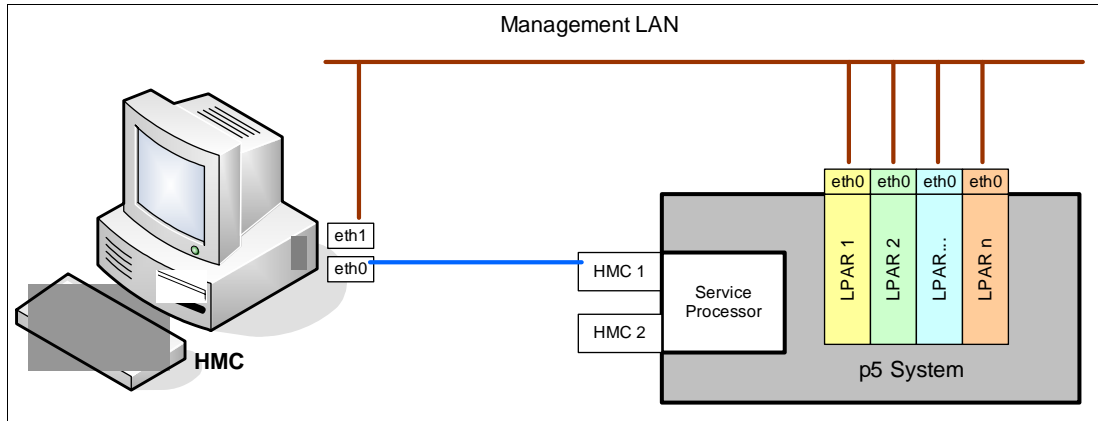 Management LAN
eth0 eth0 eth0 eth0
eth1
eth0
HMC 1
HMC 2
Service
Processor
LPAR 1
LPAR 2
LPAR...
LPAR n
HMC
p5 System